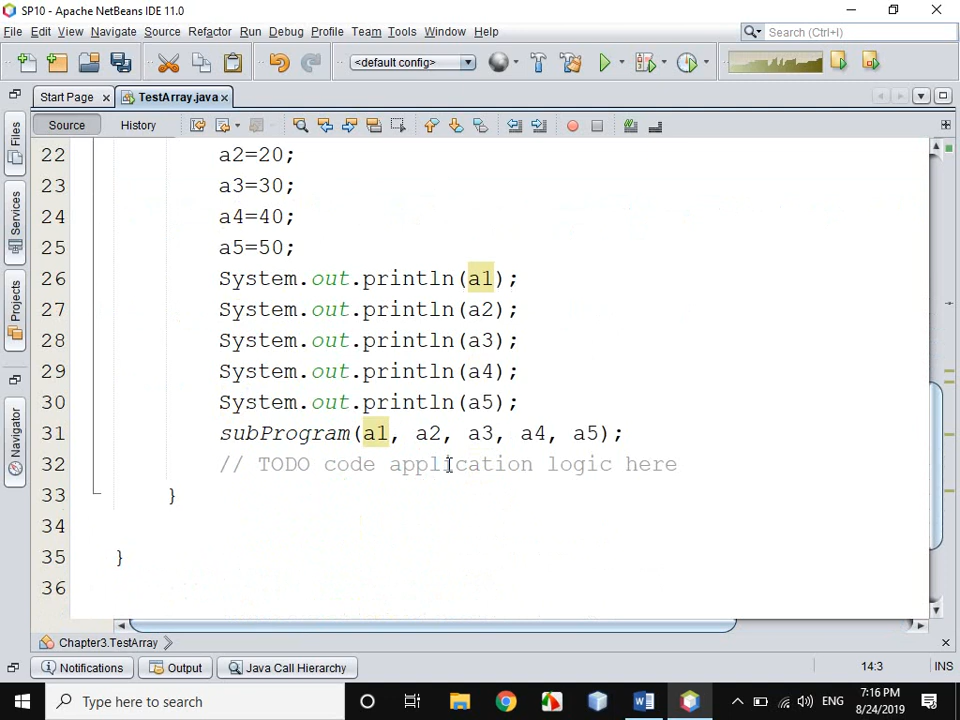 SP10 - Apache NetBeans IDE 11.0
File Edit View Navigate Source Refactor Run Debug Profile Team Tools Window Help
Search (Ctrl+I)
<default config>
Start Page
TestArray.java
Source History
Files
Services
Projects
Navigator
22 a2=20;
23 a3=30;
24 a4=40;
25 a5=50;
26 System.out.println(a1);
27 System.out.println(a2);
28 System.out.println(a3);
29 System.out.println(a4);
30 System.out.println(a5);
31 subProgram(a1, a2, a3, a4, a5);
32 // TODO code application logic here
33 }
34
35 }
36
Chapter3.TestArray
Notifications Output Java Call Hierarchy
14:3 INS
Type here to search
ENG
7:16 PM
8/24/2019